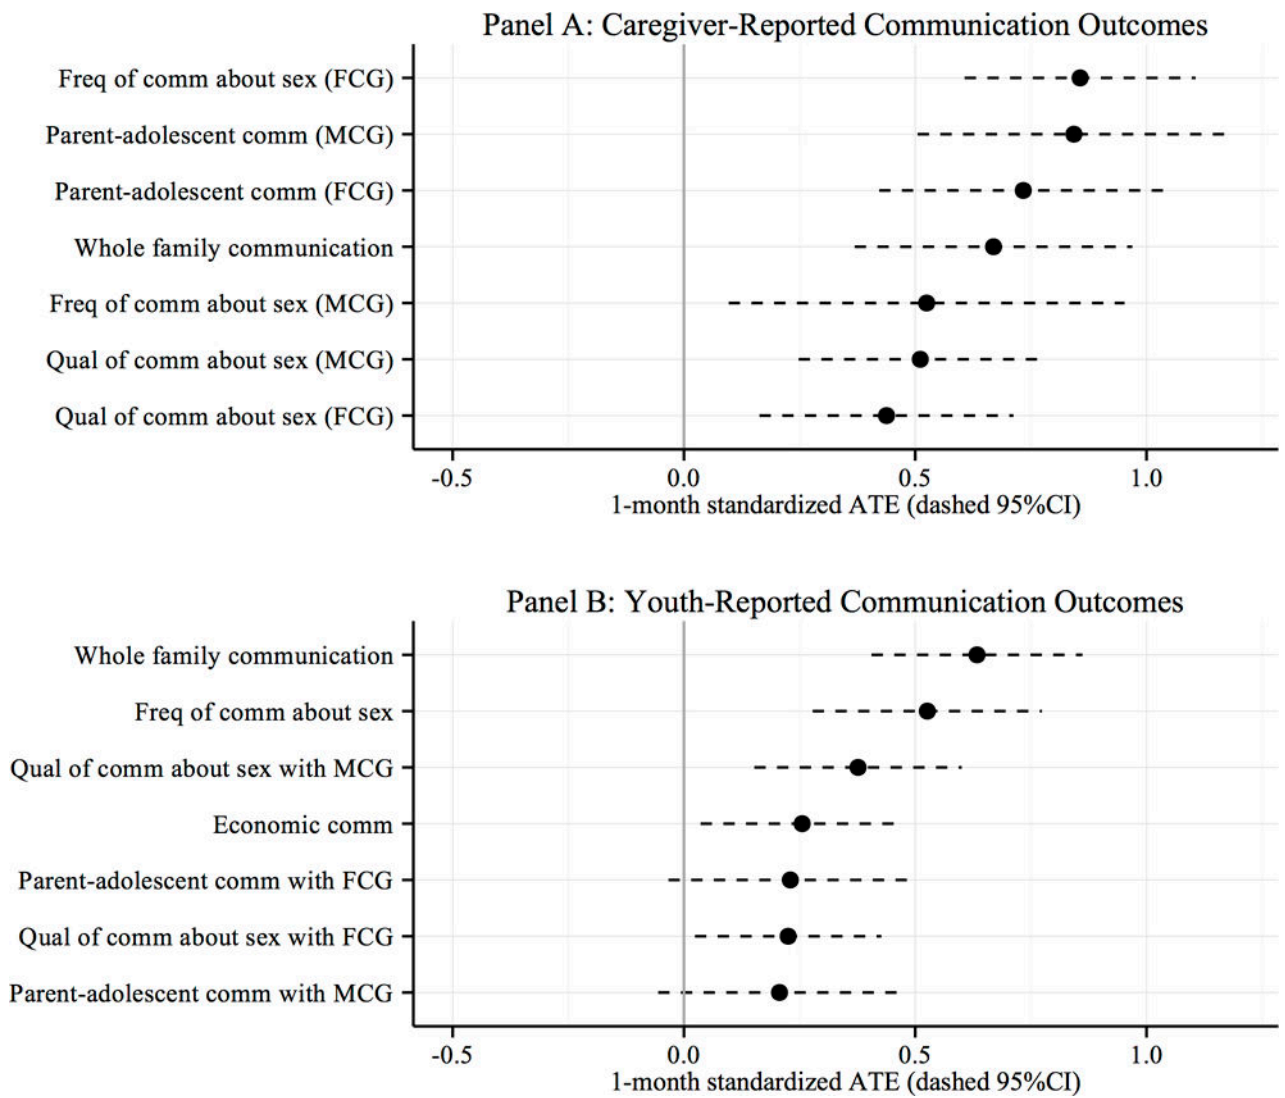 Panel A: Caregiver-Reported Communication Outcomes
Freq of comm about sex (FCG)
Parent-adolescent comm (MCG)
Parent-adolescent comm (FCG)
Whole family communication
Freq of comm about sex (MCG)
Qual of comm about sex (MCG)
Qual of comm about sex (FCG)
-0.5 0.0 0.5 1.0
1-month standardized ATE (dashed 95%CI)
Panel B: Youth-Reported Communication Outcomes
Whole family communication
Freq of comm about sex
Qual of comm about sex with MCG
Economic comm
Parent-adolescent comm with FCG
Qual of comm about sex with FCG
Parent-adolescent comm with MCG
-0.5 0.0 0.5 1.0
1-month standardized ATE (dashed 95%CI)